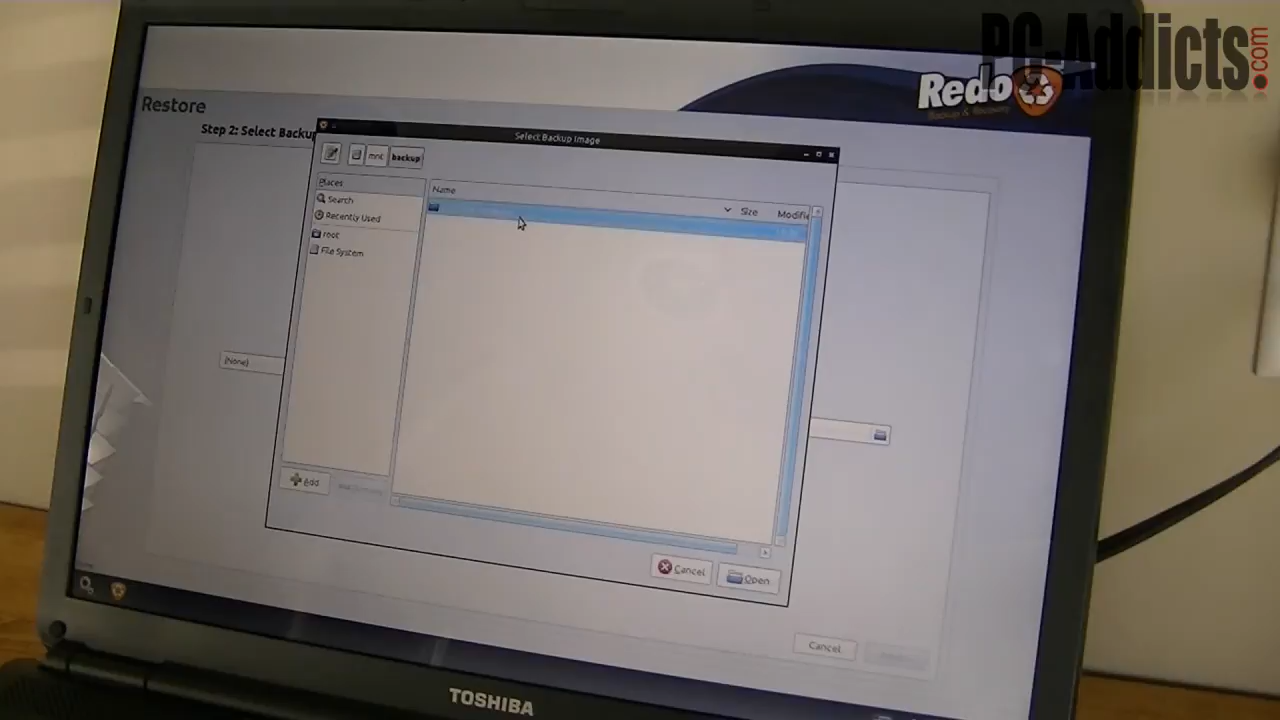 PC-Addicts.com
Redo
Restore
Step 2: Select Backup
Select Backup Image
mnt backup
Places
Name
Size
Modifie
Search
Recently Used
root
File System
(None)
Add
Cancel
Open
Cancel
TOSHIBA